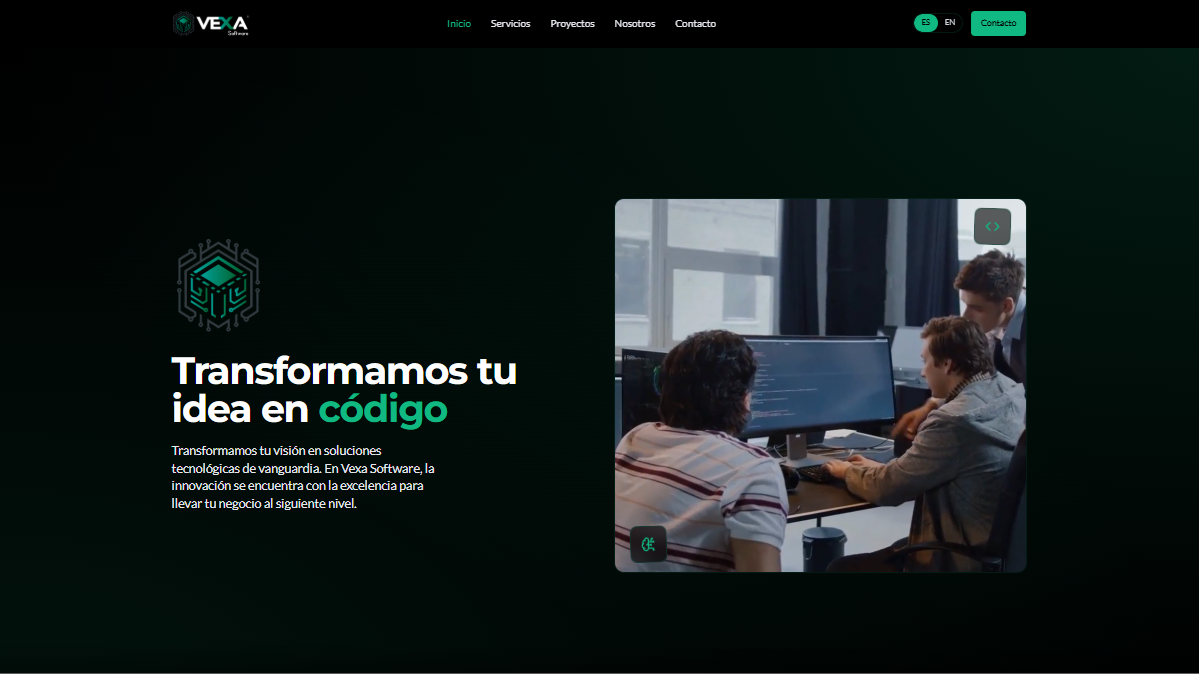 VEXA
Software
Inicio
Servicios
Proyectos
Nosotros
Contacto
ES
EN
Contacto
Transformamos tu
idea en código
Transformamos tu visión en soluciones
tecnológicas de vanguardia. En Vexa Software, la
innovación se encuentra con la excelencia para
llevar tu negocio al siguiente nivel.